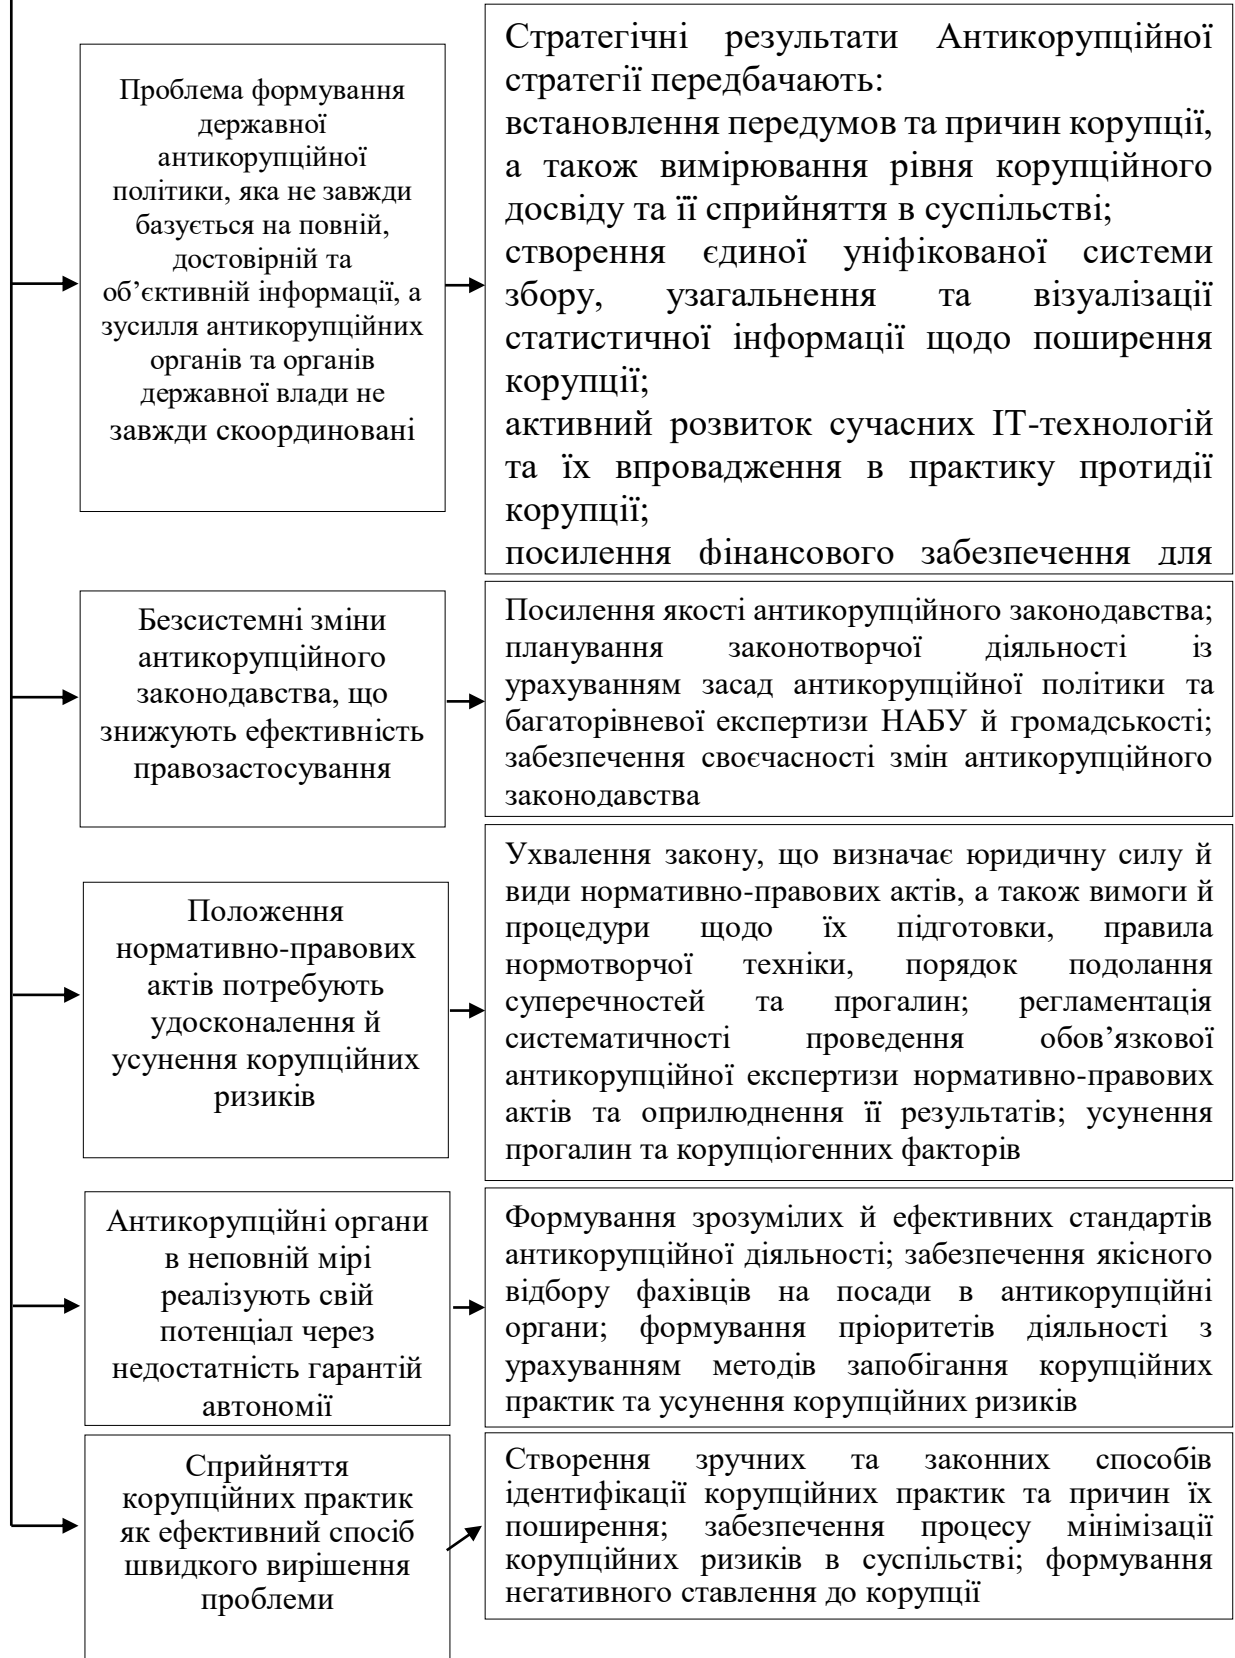 Проблема формування
державної
антикорупційної
політики, яка не завжди
базується на повній,
достовірній та
об’єктивній інформації, а
зусилля антикорупційних
органів та органів
державної влади не
завжди скоординовані
Стратегічні результати Антикорупційної
стратегії передбачають:
встановлення передумов та причин корупції,
а також вимірювання рівня корупційного
досвіду та її сприйняття в суспільстві;
створення єдиної уніфікованої системи
збору, узагальнення та візуалізації
статистичної інформації щодо поширення
корупції;
активний розвиток сучасних ІТ-технологій
та їх впровадження в практику протидії
корупції;
посилення фінансового забезпечення для
Безсистемні зміни
антикорупційного
законодавства, що
знижують ефективність
правозастосування
Посилення якості антикорупційного законодавства;
планування законотворчої діяльності із
урахуванням засад антикорупційної політики та
багаторівневої експертизи НАБУ й громадськості;
забезпечення своєчасності змін антикорупційного
законодавства
Положення
нормативно-правових
актів потребують
удосконалення й
усунення корупційних
ризиків
Ухвалення закону, що визначає юридичну силу й
види нормативно-правових актів, а також вимоги й
процедури щодо їх підготовки, правила
нормотворчої техніки, порядок подолання
суперечностей та прогалин; регламентація
систематичності проведення обов’язкової
антикорупційної експертизи нормативно-правових
актів та оприлюднення її результатів; усунення
прогалин та корупціогенних факторів
Антикорупційні органи
в неповній мірі
реалізують свій
потенціал через
недостатність гарантій
автономії
Формування зрозумілих й ефективних стандартів
антикорупційної діяльності; забезпечення якісного
відбору фахівців на посади в антикорупційні
органи; формування пріоритетів діяльності з
урахуванням методів запобігання корупційних
практик та усунення корупційних ризиків
Сприйняття
корупційних практик
як ефективний спосіб
швидкого вирішення
проблеми
Створення зручних та законних способів
ідентифікації корупційних практик та причин їх
поширення; забезпечення процесу мінімізації
корупційних ризиків в суспільстві; формування
негативного ставлення до корупції